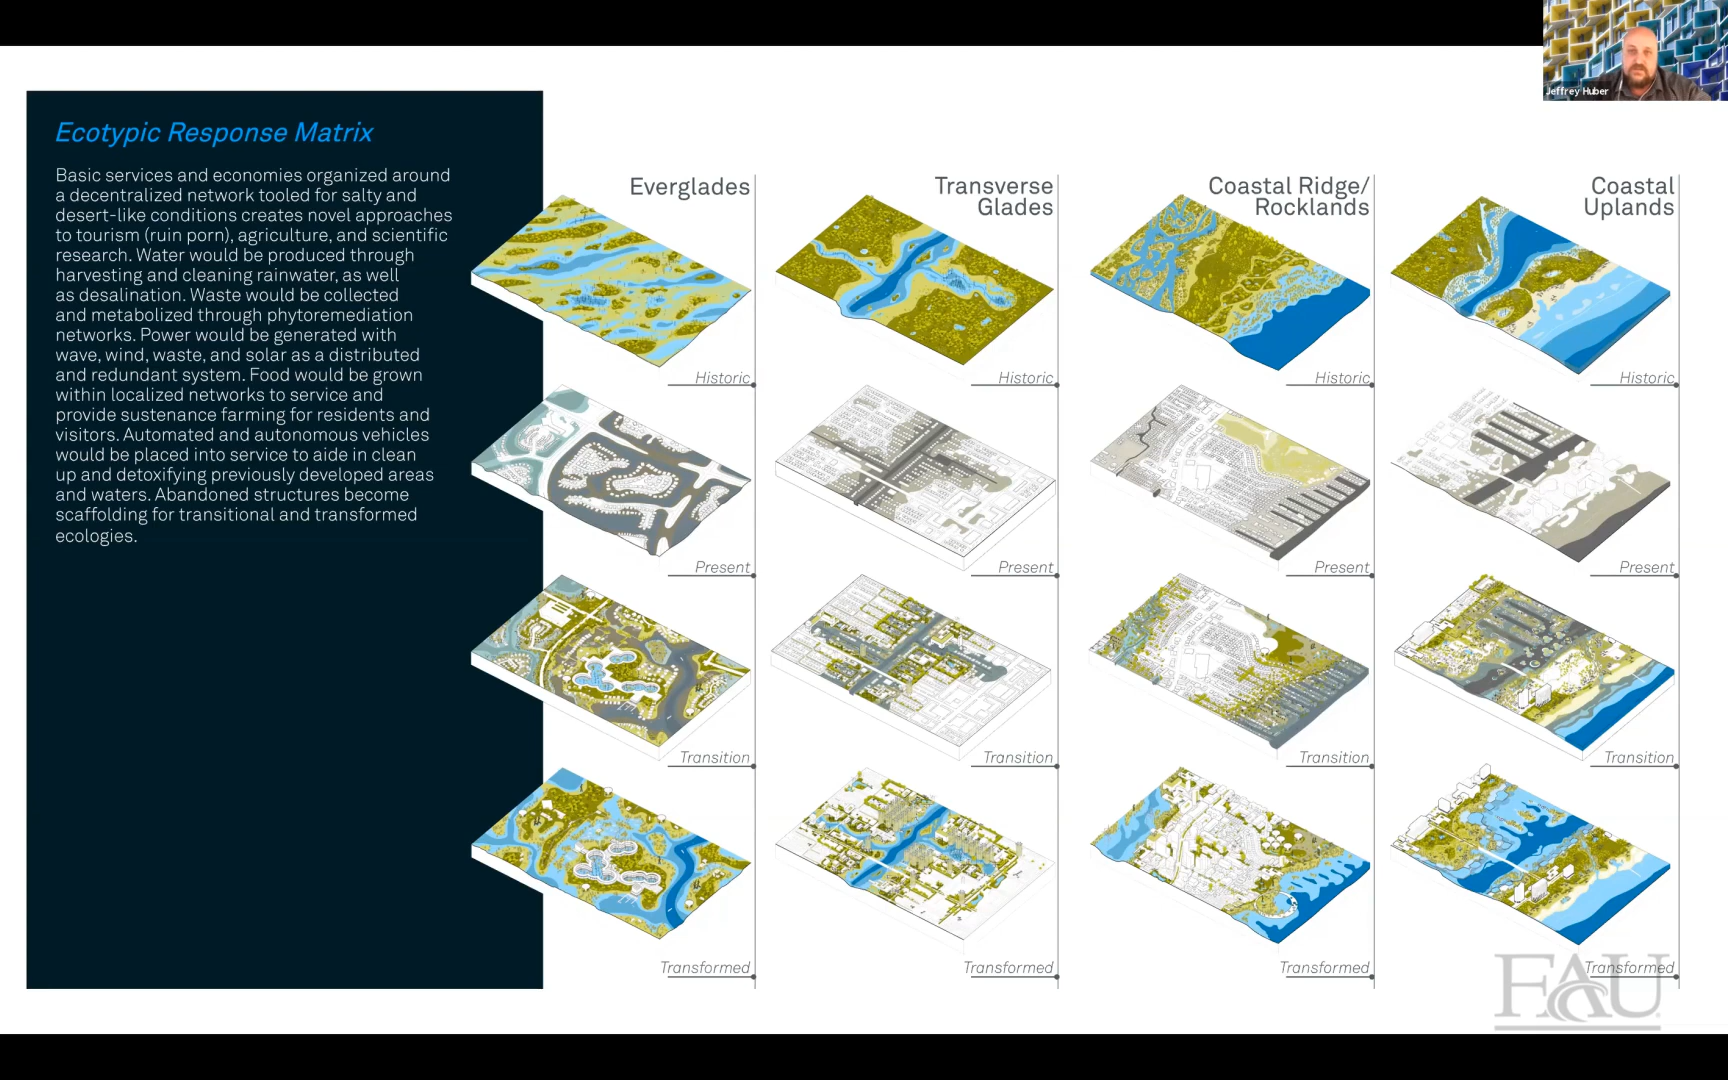 Jeffrey Huber
Ecotypic Response Matrix
Basic services and economies organized around
a decentralized network tooled for salty and
desert-like conditions creates novel approaches
to tourism (ruin porn), agriculture, and scientific
research. Water would be produced through
harvesting and cleaning rainwater, as well
as desalination. Waste would be collected
and metabolized through phytoremediation
networks. Power would be generated with
wave, wind, waste, and solar as a distributed
and redundant system. Food would be grown
within localized networks to service and
provide sustenance farming for residents and
visitors. Automated and autonomous vehicles
would be placed into service to aide in clean
up and detoxifying previously developed areas
and waters. Abandoned structures become
scaffolding for transitional and transformed
ecologies.
Everglades
Transverse
Glades
Coastal Ridge/
Rocklands
Coastal
Uplands
Historic
Historic
Historic
Historic
Present
Present
Present
Present
Transition
Transition
Transition
Transition
Transformed
Transformed
Transformed
Transformed
FAU